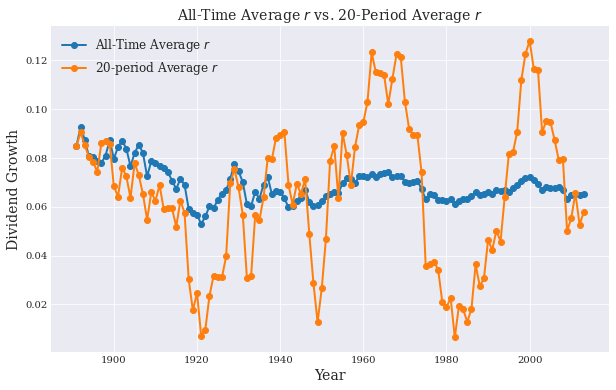 All-Time Average r vs. 20-Period Average r
All-Time Average r
20-period Average r
Dividend Growth
0.12
0.10
0.08
0.06
0.04
0.02
1900
1920
1940
1960
1980
2000
Year